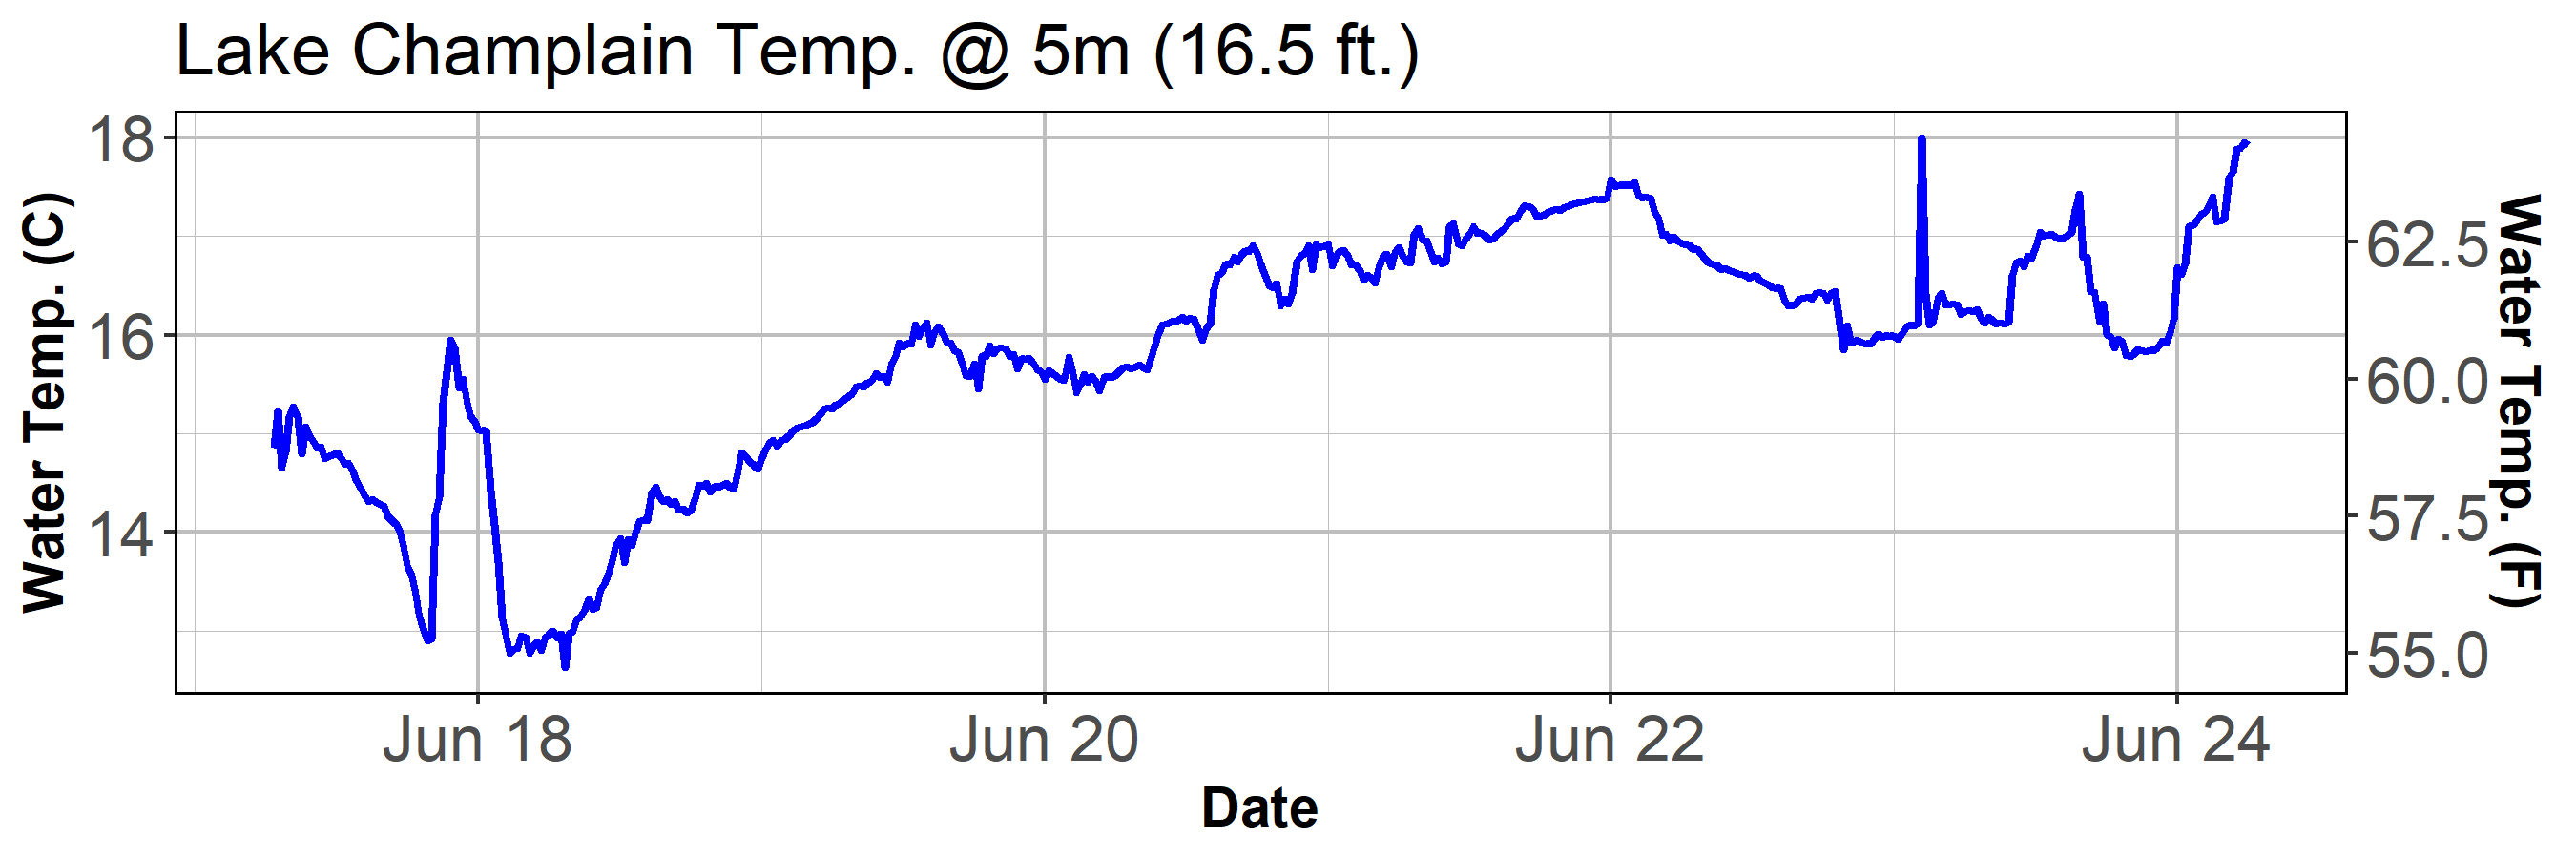 Lake Champlain Temp. @ 5m (16.5 ft.)
Water Temp. (C)
18
16
14
62.5
60.0
57.5
55.0
Water Temp. (F)
Jun 18 Jun 20 Jun 22 Jun 24
Date